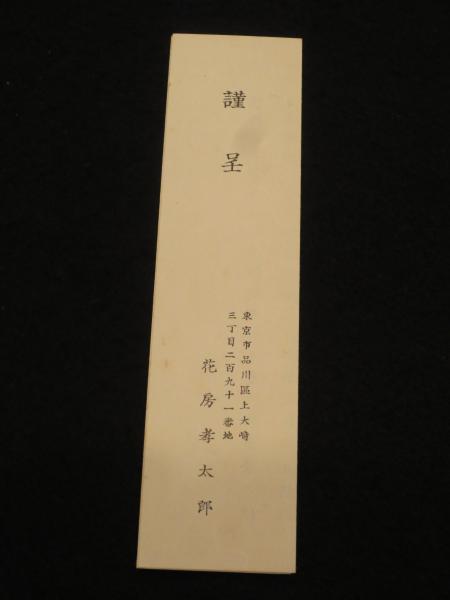 謹呈
東京市品川區上大崎
三丁目二百九十一番地
花房孝太郎